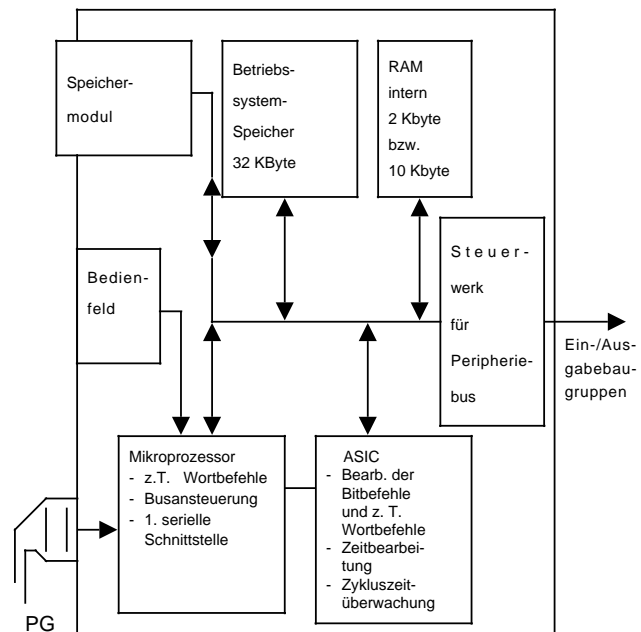 Speicher-
modul
Betriebs-
system-
Speicher
32 KByte
RAM
intern
2 Kbyte
bzw.
10 Kbyte
Bedien-
feld
Steuer-
werk
für
Peripherie-
bus
Ein-/Aus-
gabebau-
gruppen
Mikroprozessor
- z.T. Wortbefehle
- Busansteuerung
- 1. serielle
Schnittstelle
ASIC
- Bearb. der
Bitbefehle
und z. T.
Wortbefehle
- Zeitbearbei-
tung
- Zykluszeit-
überwachung
PG